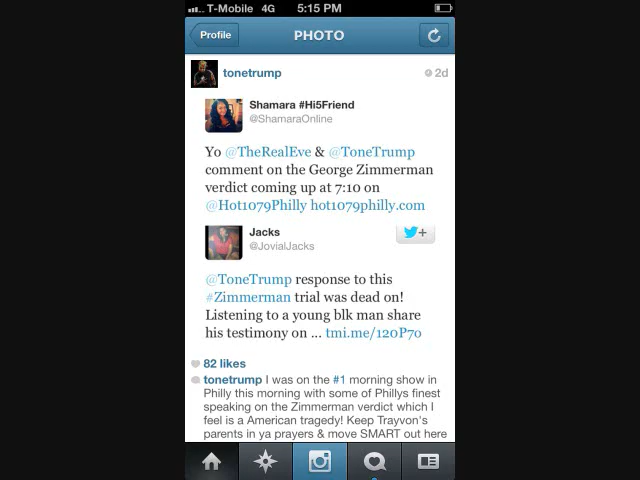 T-Mobile 4G 5:15 PM
Profile PHOTO
tonetrump 2d
Shamara #Hi5Friend
@ShamaraOnline
Yo @TheRealEve & @ToneTrump
comment on the George Zimmerman
verdict coming up at 7:10 on
@Hot1079Philly hot1079philly.com
Jacks
@JovialJacks
@ToneTrump response to this
#Zimmerman trial was dead on!
Listening to a young blk man share
his testimony on ... tmi.me/120P70
82 likes
tonetrump I was on the #1 morning show in
Philly this morning with some of Phillys finest
speaking on the Zimmerman verdict which I
feel is a American tragedy! Keep Trayvon's
parents in ya prayers & move SMART out here